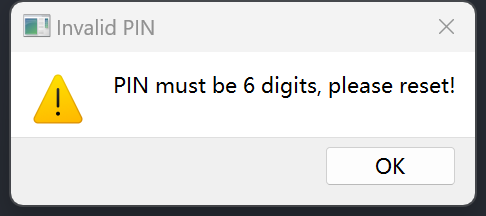 Invalid PIN
PIN must be 6 digits, please reset!
OK